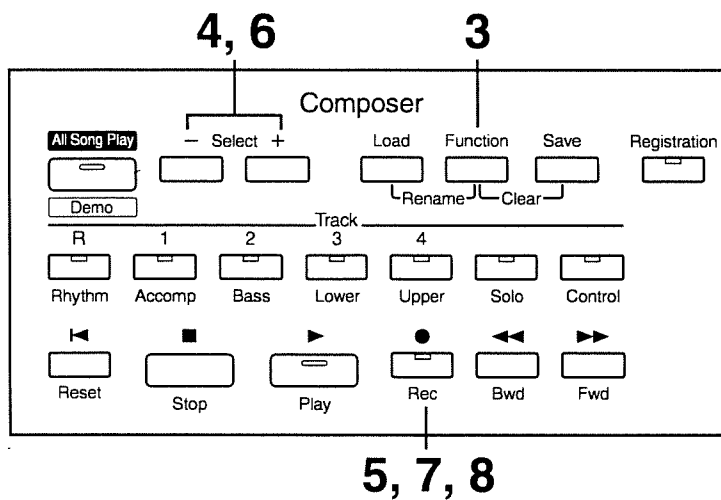 4, 6 3
Composer
All Song Play − Select + Load Function Save Registration
Rename Clear
Demo
Track
R 1 2 3 4
Rhythm Accomp Bass Lower Upper Solo Control
Reset Stop Play Rec Bwd Fwd
5, 7, 8